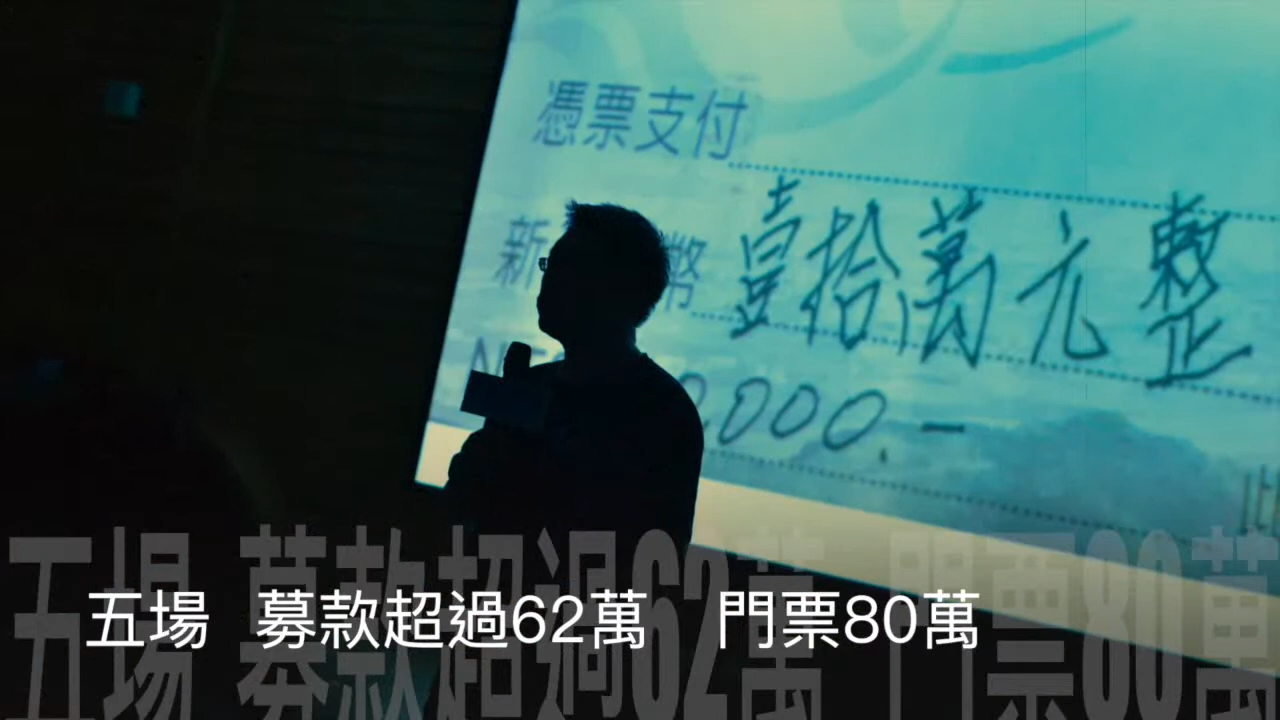 憑票支付
新 幣 壹拾萬元整
000
五場 募款超過62萬 門票80萬
五場 募款超過62萬 門票80萬